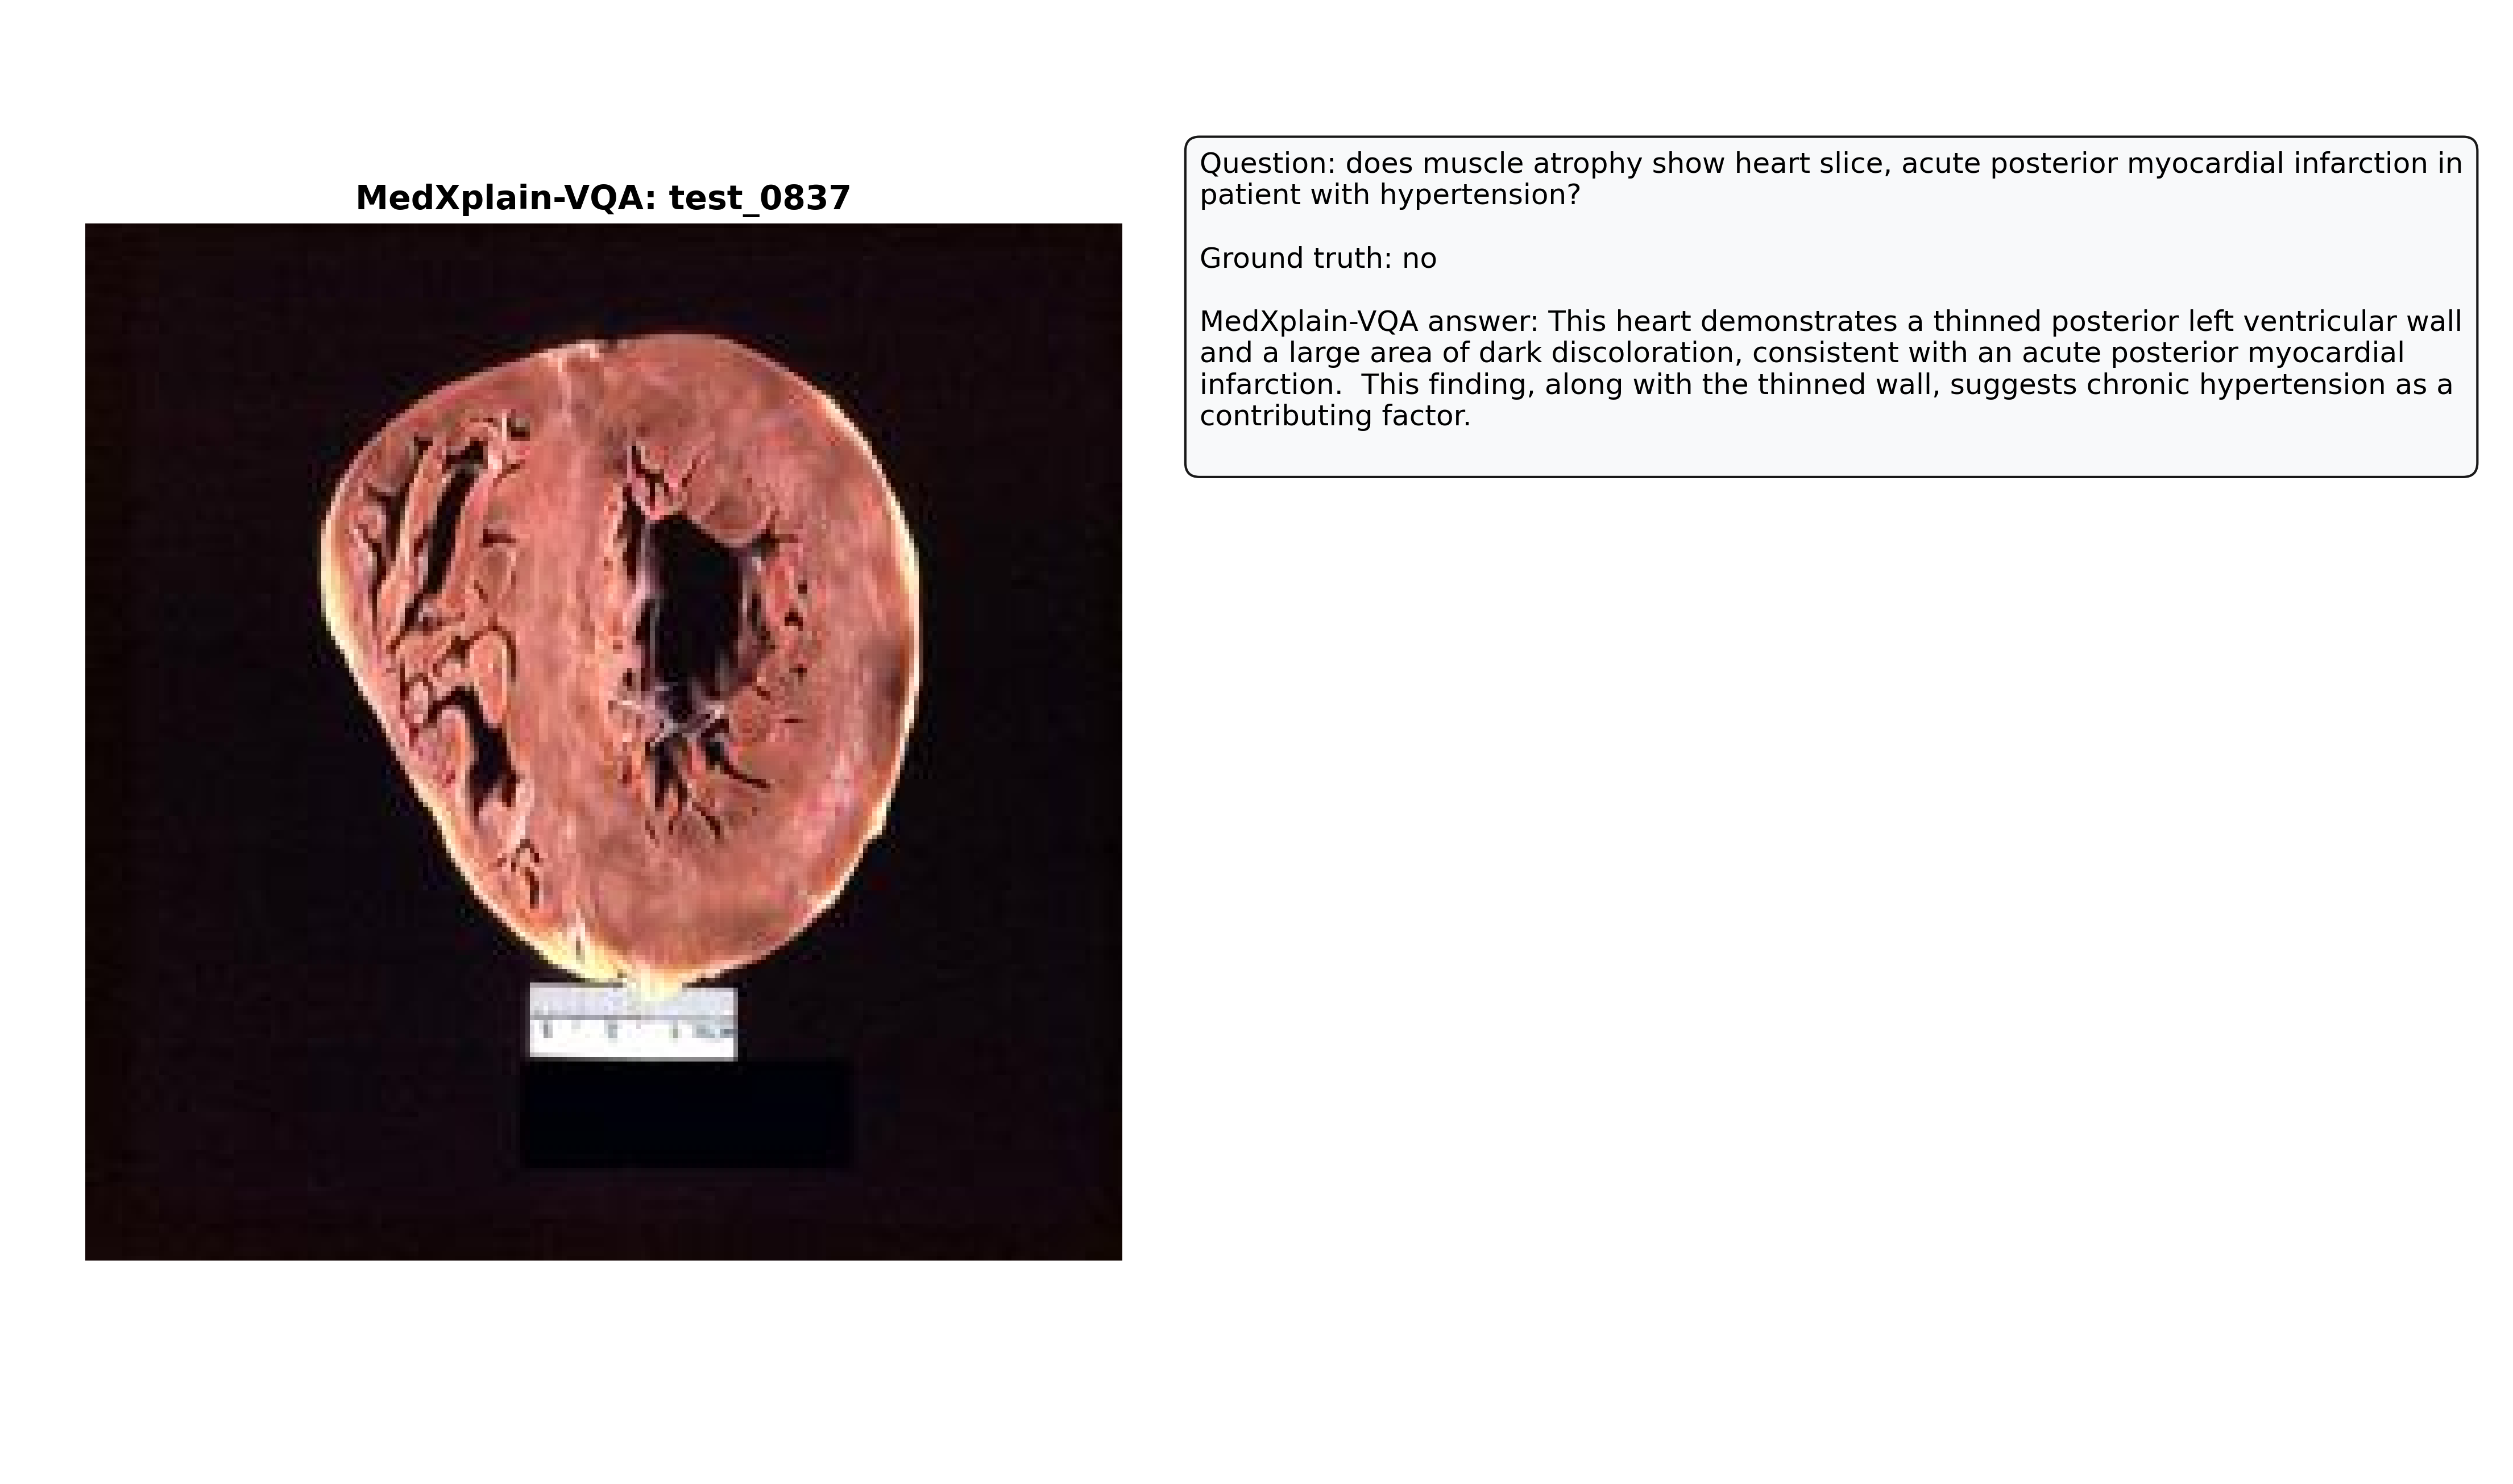 MedXplain-VQA: test_0837
Question: does muscle atrophy show heart slice, acute posterior myocardial infarction in
patient with hypertension?
Ground truth: no
MedXplain-VQA answer: This heart demonstrates a thinned posterior left ventricular wall
and a large area of dark discoloration, consistent with an acute posterior myocardial
infarction.  This finding, along with the thinned wall, suggests chronic hypertension as a
contributing factor.